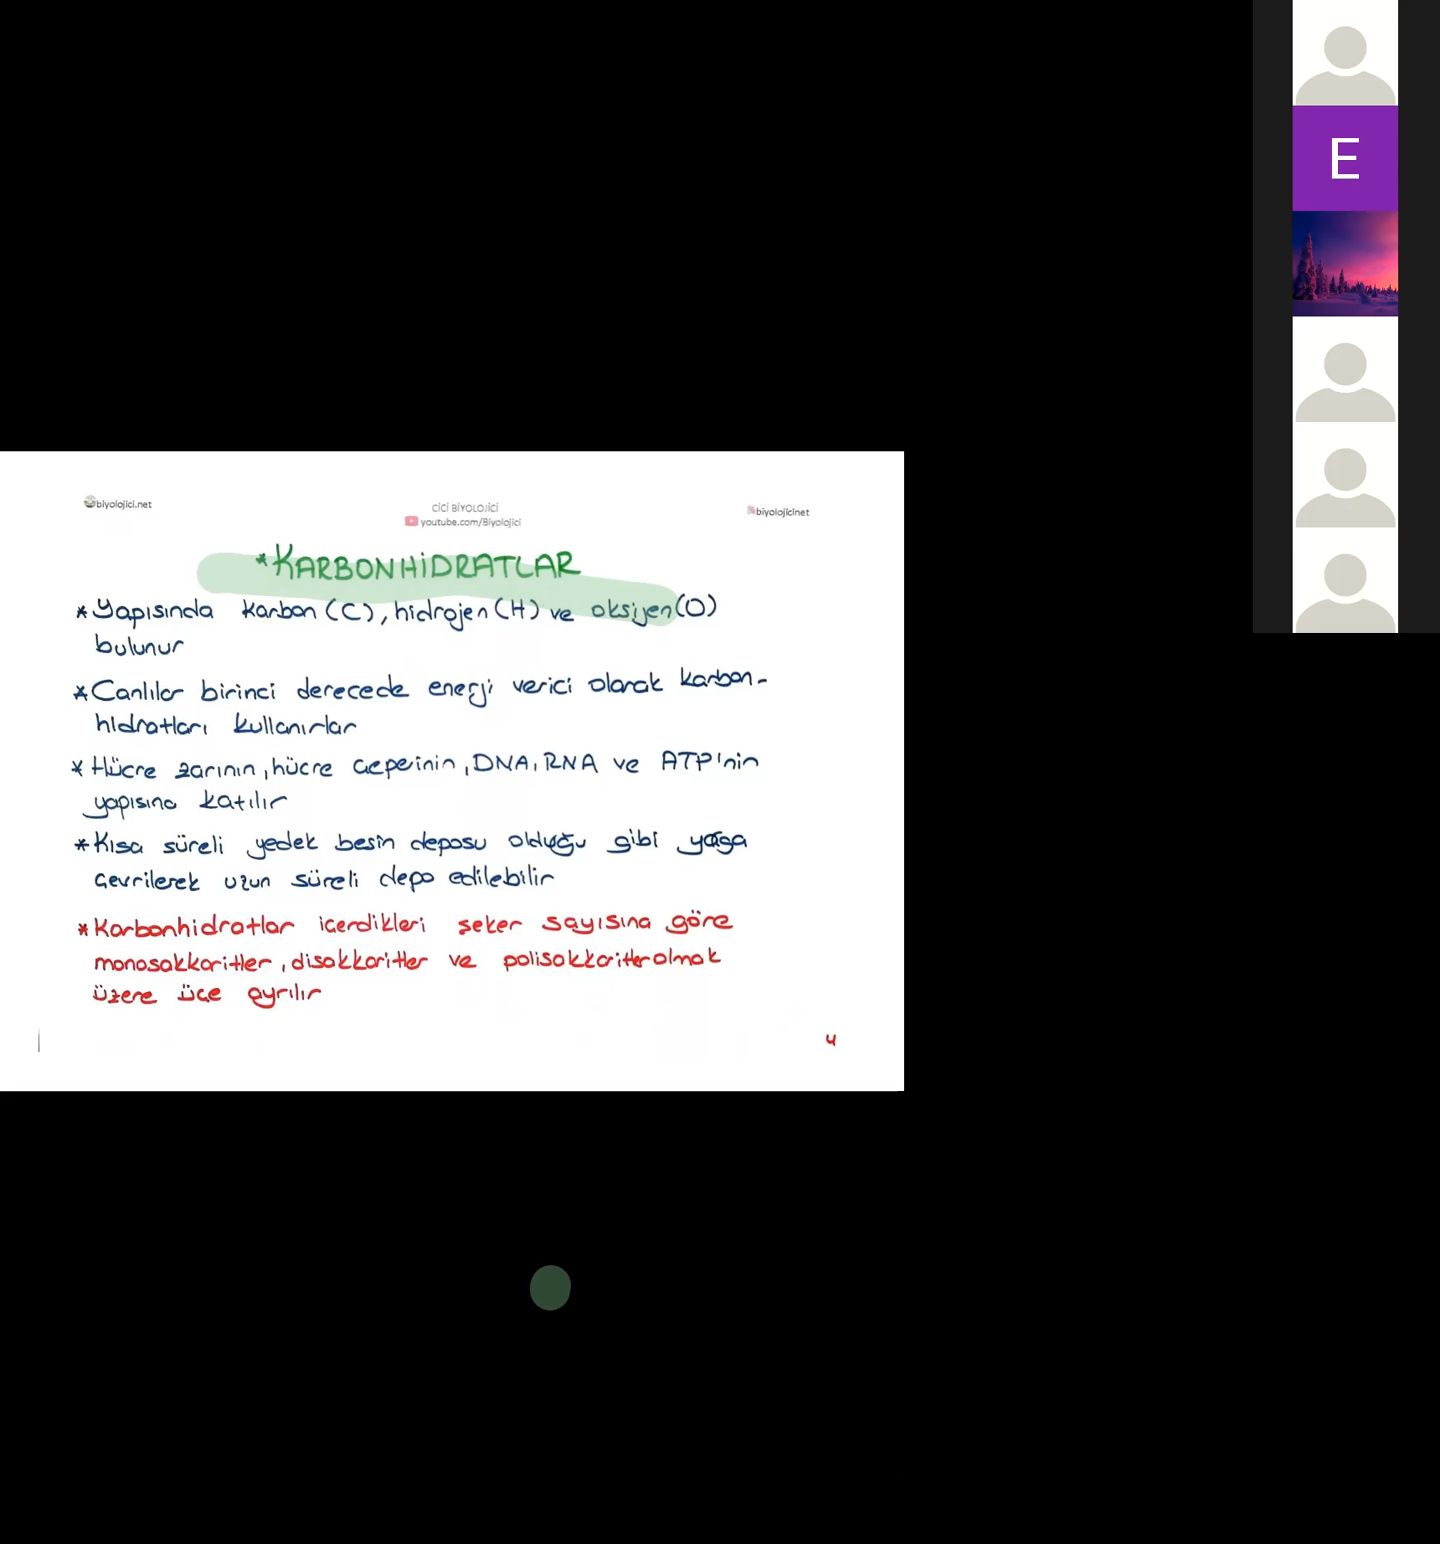 E
biyolojici.net
CİCİ BİYOLOJİCİ
youtube.com/Biyolojici
biyolojicinet
*KARBONHİDRATLAR
*Yapısında karbon (C), hidrojen (H) ve oksijen (O)
bulunur
*Canlılar birinci derecede enerji verici olarak karbon-
hidratları kullanırlar
*Hücre zarının, hücre çeperinin, DNA, RNA ve ATP'nin
yapısına katılır
*Kısa süreli yedek besin deposu olduğu gibi yağa
çevrilerek uzun süreli depo edilebilir
*Karbonhidratlar içerdikleri şeker sayısına göre
monosakkaritler, disakkaritler ve polisakkaritler olmak
üzere üçe ayrılır
4